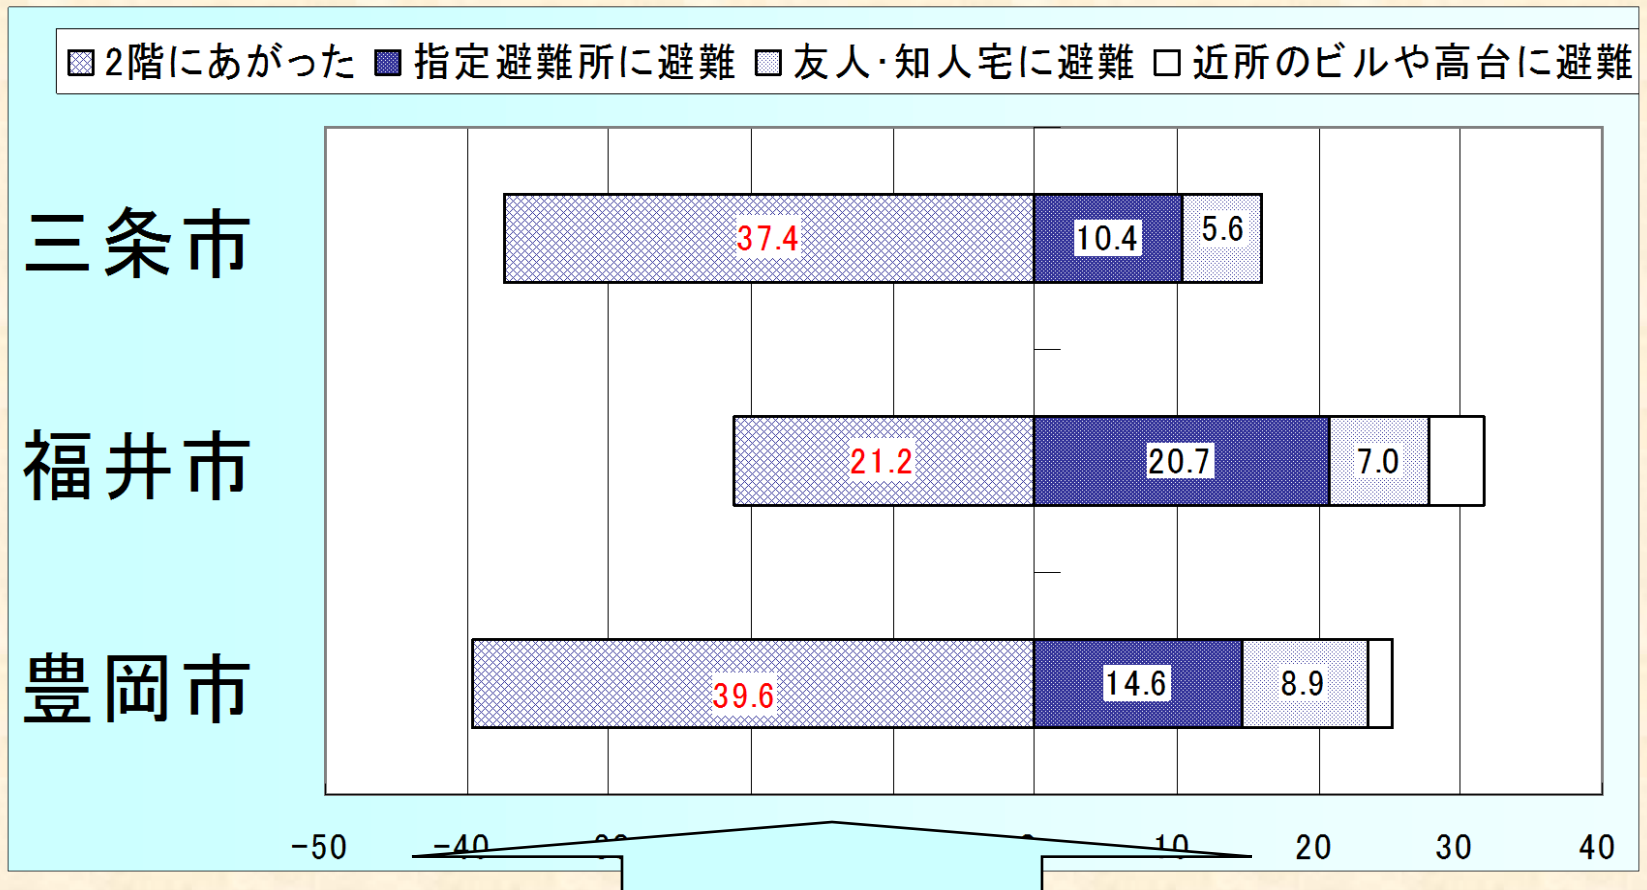 2階にあがった 指定避難所に避難 友人・知人宅に避難 近所のビルや高台に避難
三条市 37.4 10.4 5.6
福井市 21.2 20.7 7.0
豊岡市 39.6 14.6 8.9
-50 -40 10 20 30 40